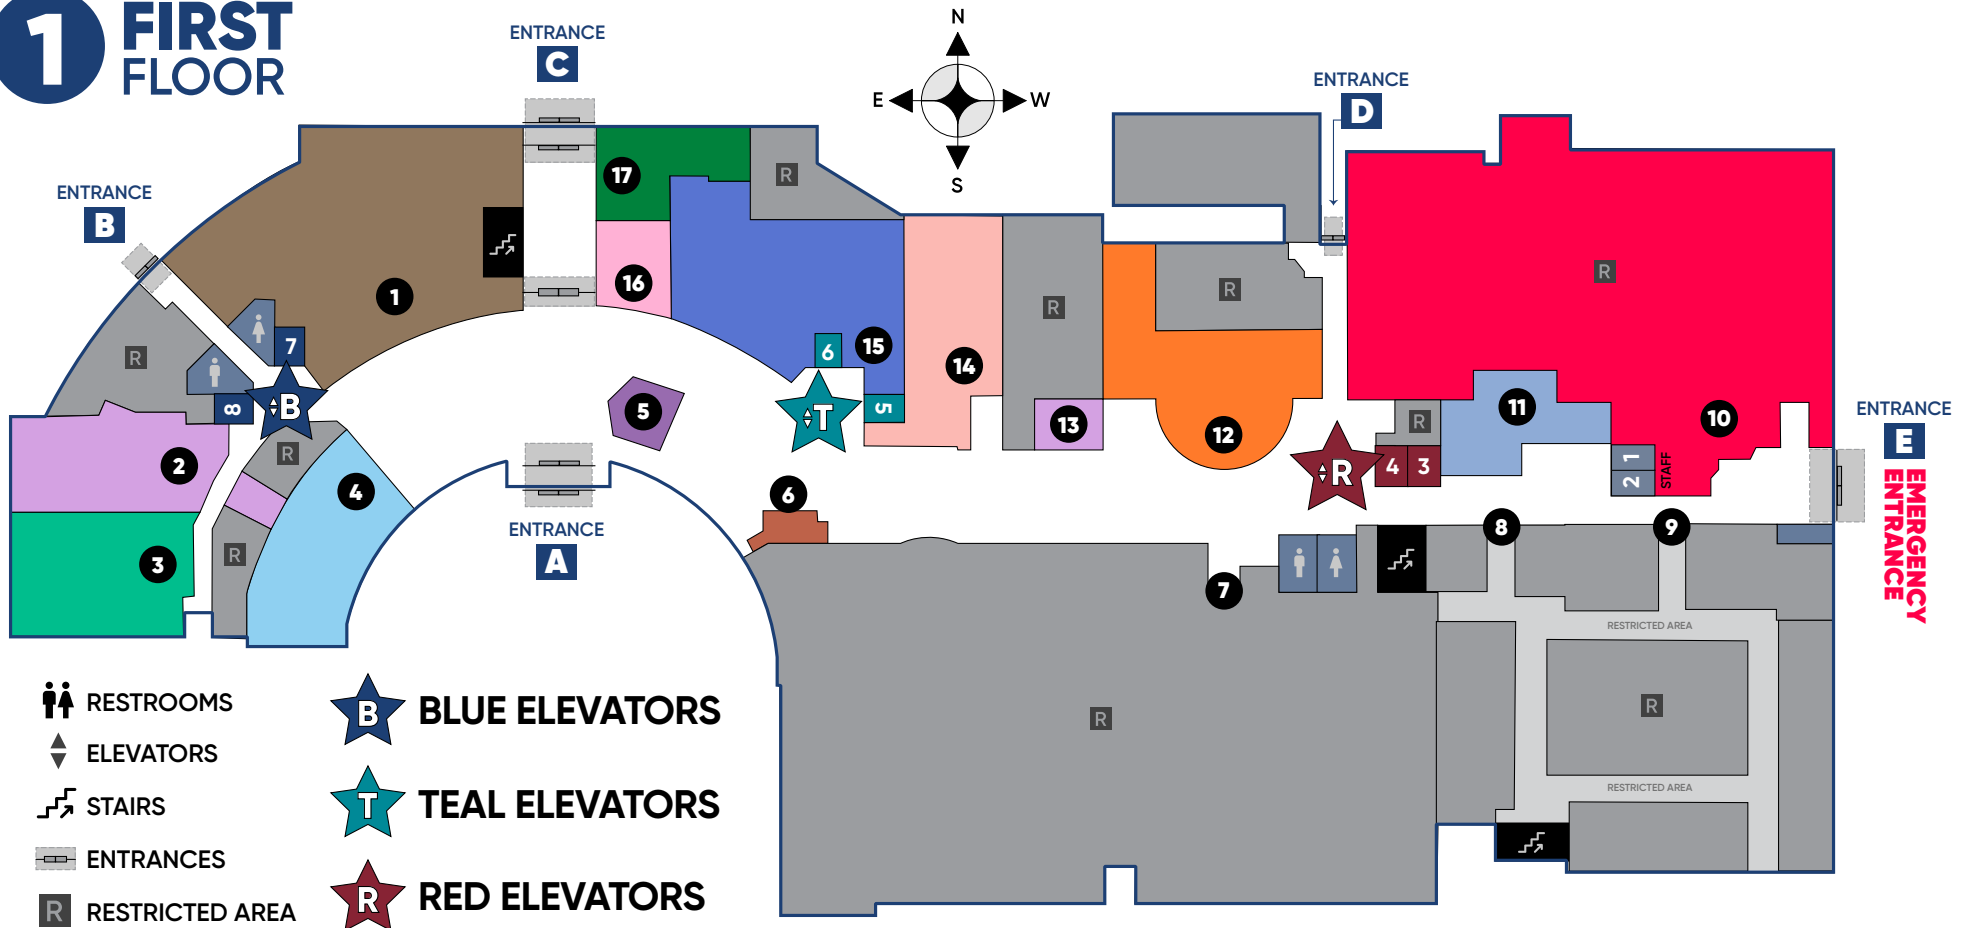 1 FIRST
FLOOR
ENTRANCE
C
N
E W
S
ENTRANCE
D
ENTRANCE
B
17
R
16
1
R
R
R
R
7
6
15
14
8
B
T
5
5
13
12
R
11
10
ENTRANCE
E
EMERGENCY
ENTRANCE
2
R
4
R
4
3
1
2
STAFF
3
R
6
ENTRANCE
A
7
8
9
RESTRICTED AREA
R
RESTRICTED AREA
R
RESTROOMS
ELEVATORS
STAIRS
ENTRANCES
R RESTRICTED AREA
B BLUE ELEVATORS
T TEAL ELEVATORS
R RED ELEVATORS